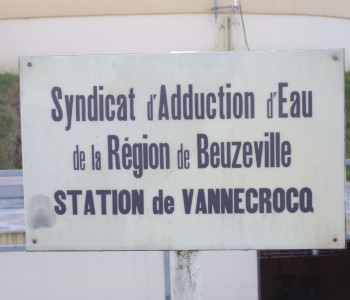 Syndicat d'Adduction d'Eau
de la Région de Beuzeville
STATION de VANNECROCQ